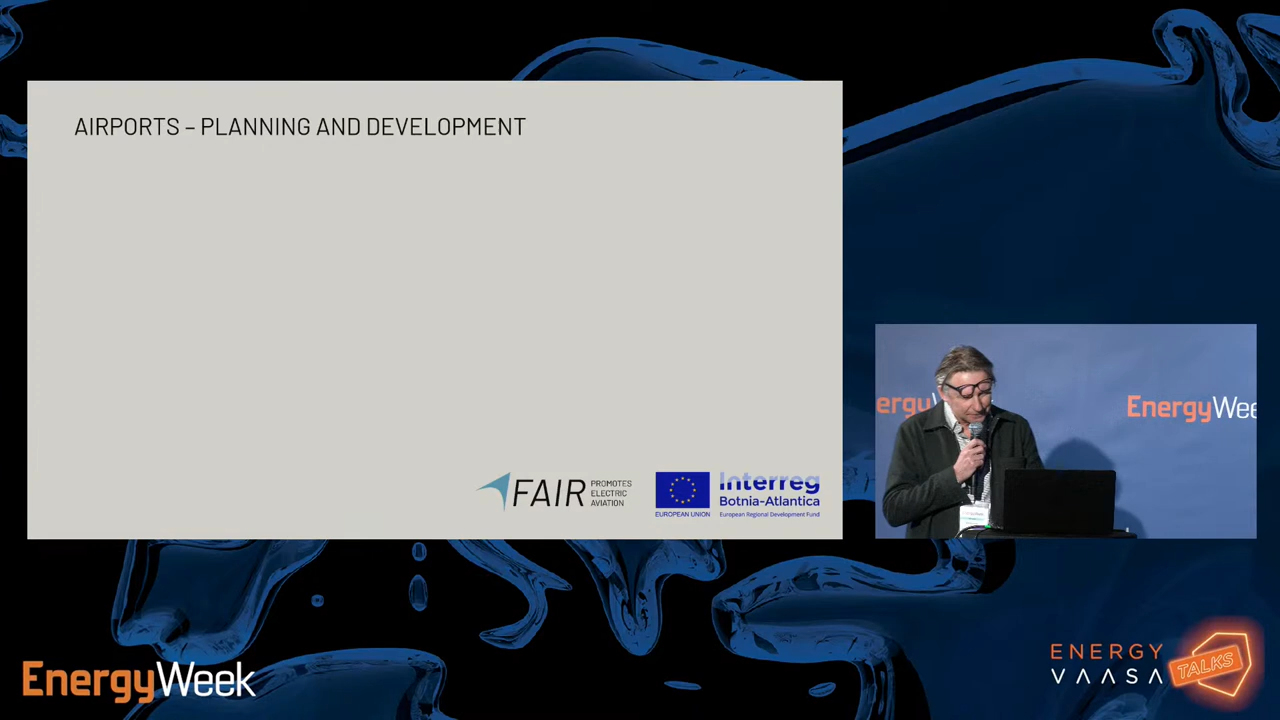 AIRPORTS – PLANNING AND DEVELOPMENT
FAIR
PROMOTES
ELECTRIC
AVIATION
EUROPEAN UNION
Interreg
Botnia-Atlantica
European Regional Development Fund
EnergyWee
EnergyWeek
ENERGY
VAASA
TALKS